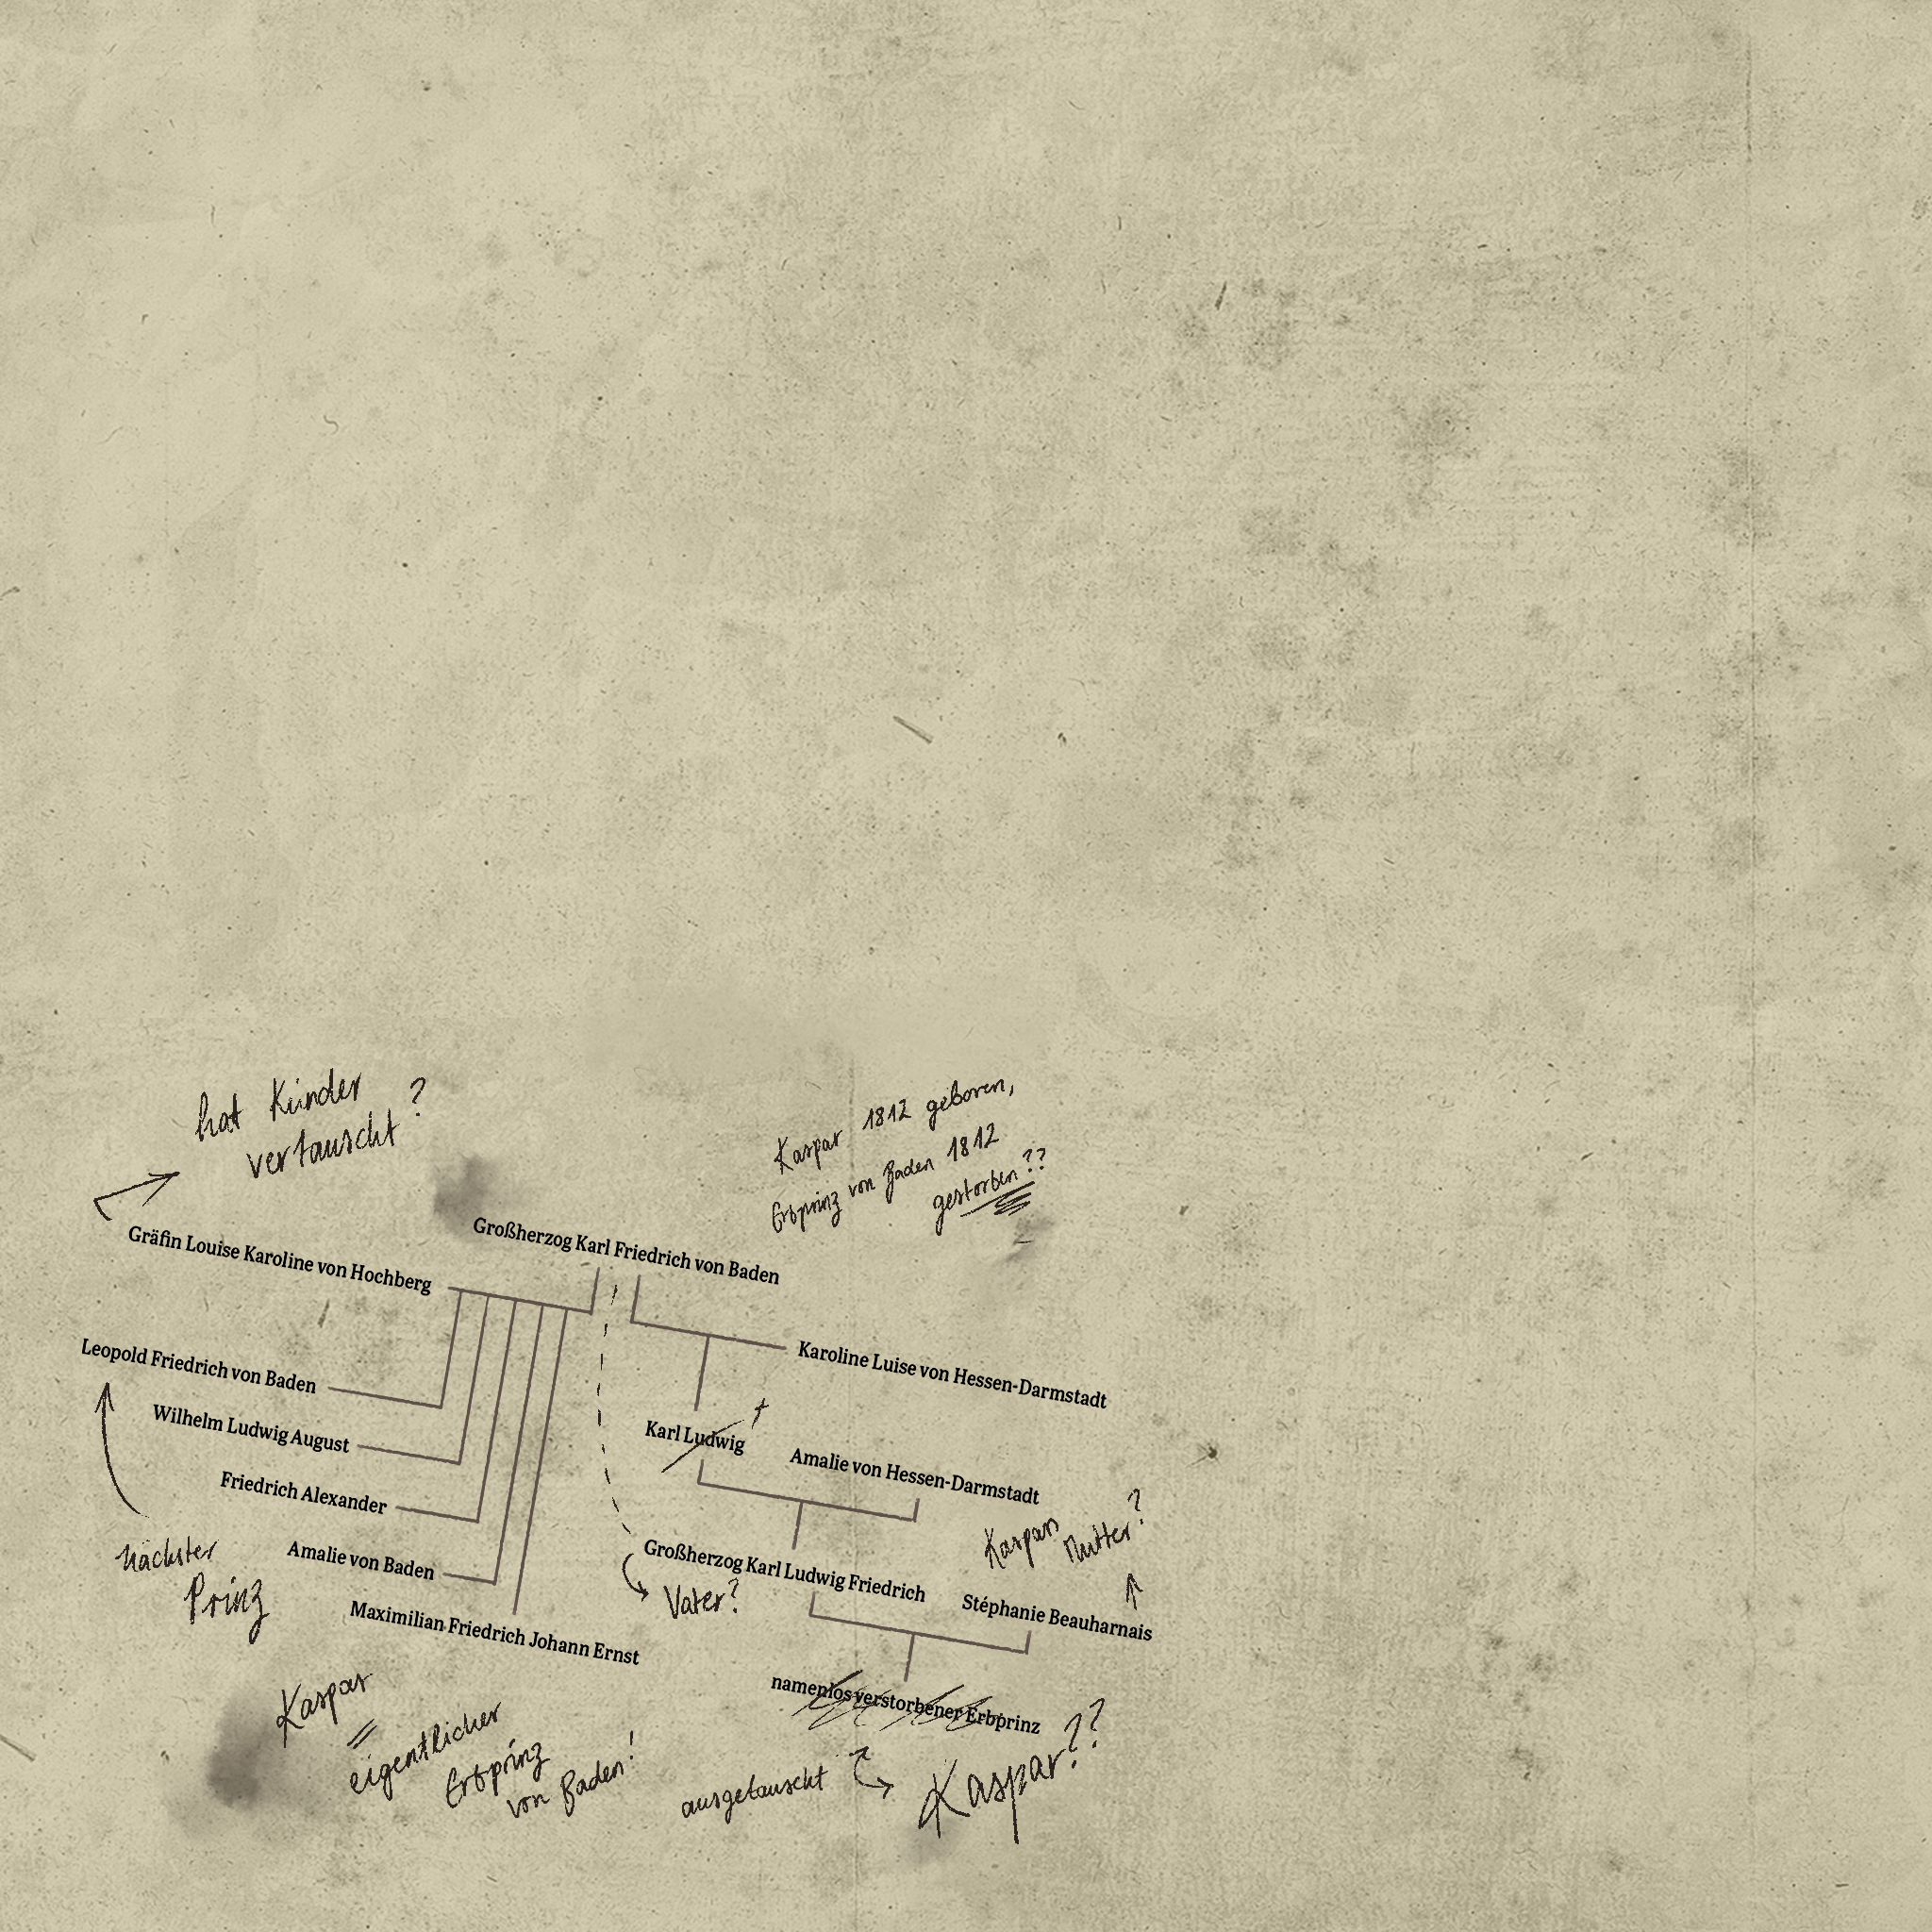 hat Kinder
vertauscht ?
Kaspar 1812 geboren,
Erbprinz von Baden 1812
gestorben ??
Gräfin Louise Karoline von Hochberg
Großherzog Karl Friedrich von Baden
Karoline Luise von Hessen-Darmstadt
Leopold Friedrich von Baden
Wilhelm Ludwig August
Friedrich Alexander
Amalie von Baden
Maximilian Friedrich Johann Ernst
nächster
Prinz
Karl Ludwig †
Amalie von Hessen-Darmstadt
Großherzog Karl Ludwig Friedrich
Vater?
Kaspars
Mutter?
Stéphanie Beauharnais
namenlos verstorbener Erbprinz
Kaspar
=
eigentlicher
Erbprinz
von Baden!
ausgetauscht
Kaspar??